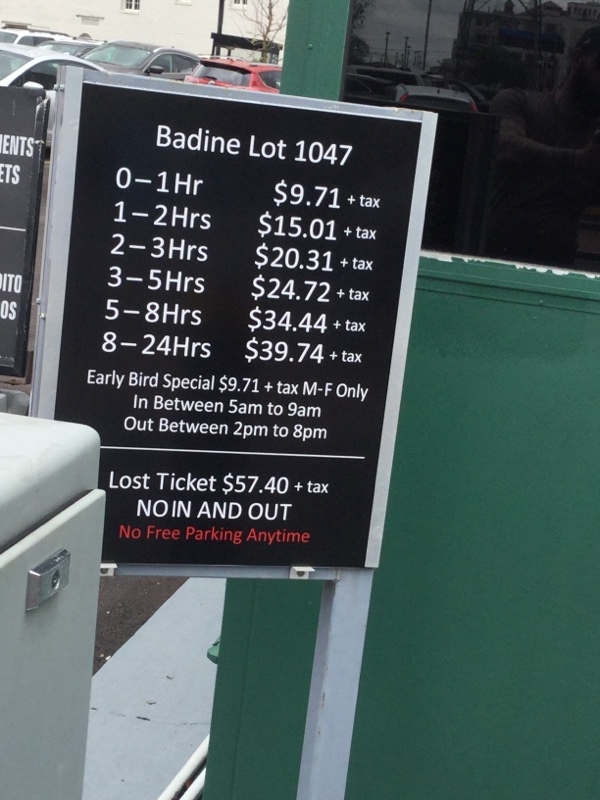 Badine Lot 1047
0-1Hr $9.71 + tax
1-2Hrs $15.01 + tax
2-3Hrs $20.31 + tax
3-5Hrs $24.72 + tax
5-8Hrs $34.44 + tax
8-24Hrs $39.74 + tax
Early Bird Special $9.71 + tax M-F Only
In Between 5am to 9am
Out Between 2pm to 8pm
Lost Ticket $57.40 + tax
NO IN AND OUT
No Free Parking Anytime